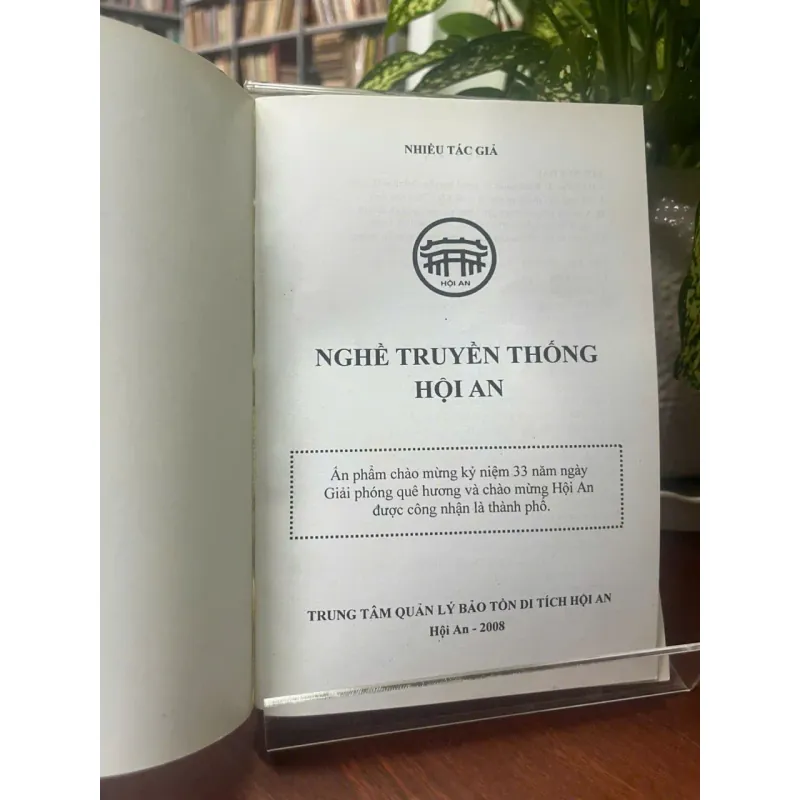 NHIỀU TÁC GIẢ
HỘI AN
NGHỀ TRUYỀN THỐNG
HỘI AN
Ấn phẩm chào mừng kỷ niệm 33 năm ngày
Giải phóng quê hương và chào mừng Hội An
được công nhận là thành phố.
TRUNG TÂM QUẢN LÝ BẢO TỒN DI TÍCH HỘI AN
Hội An - 2008